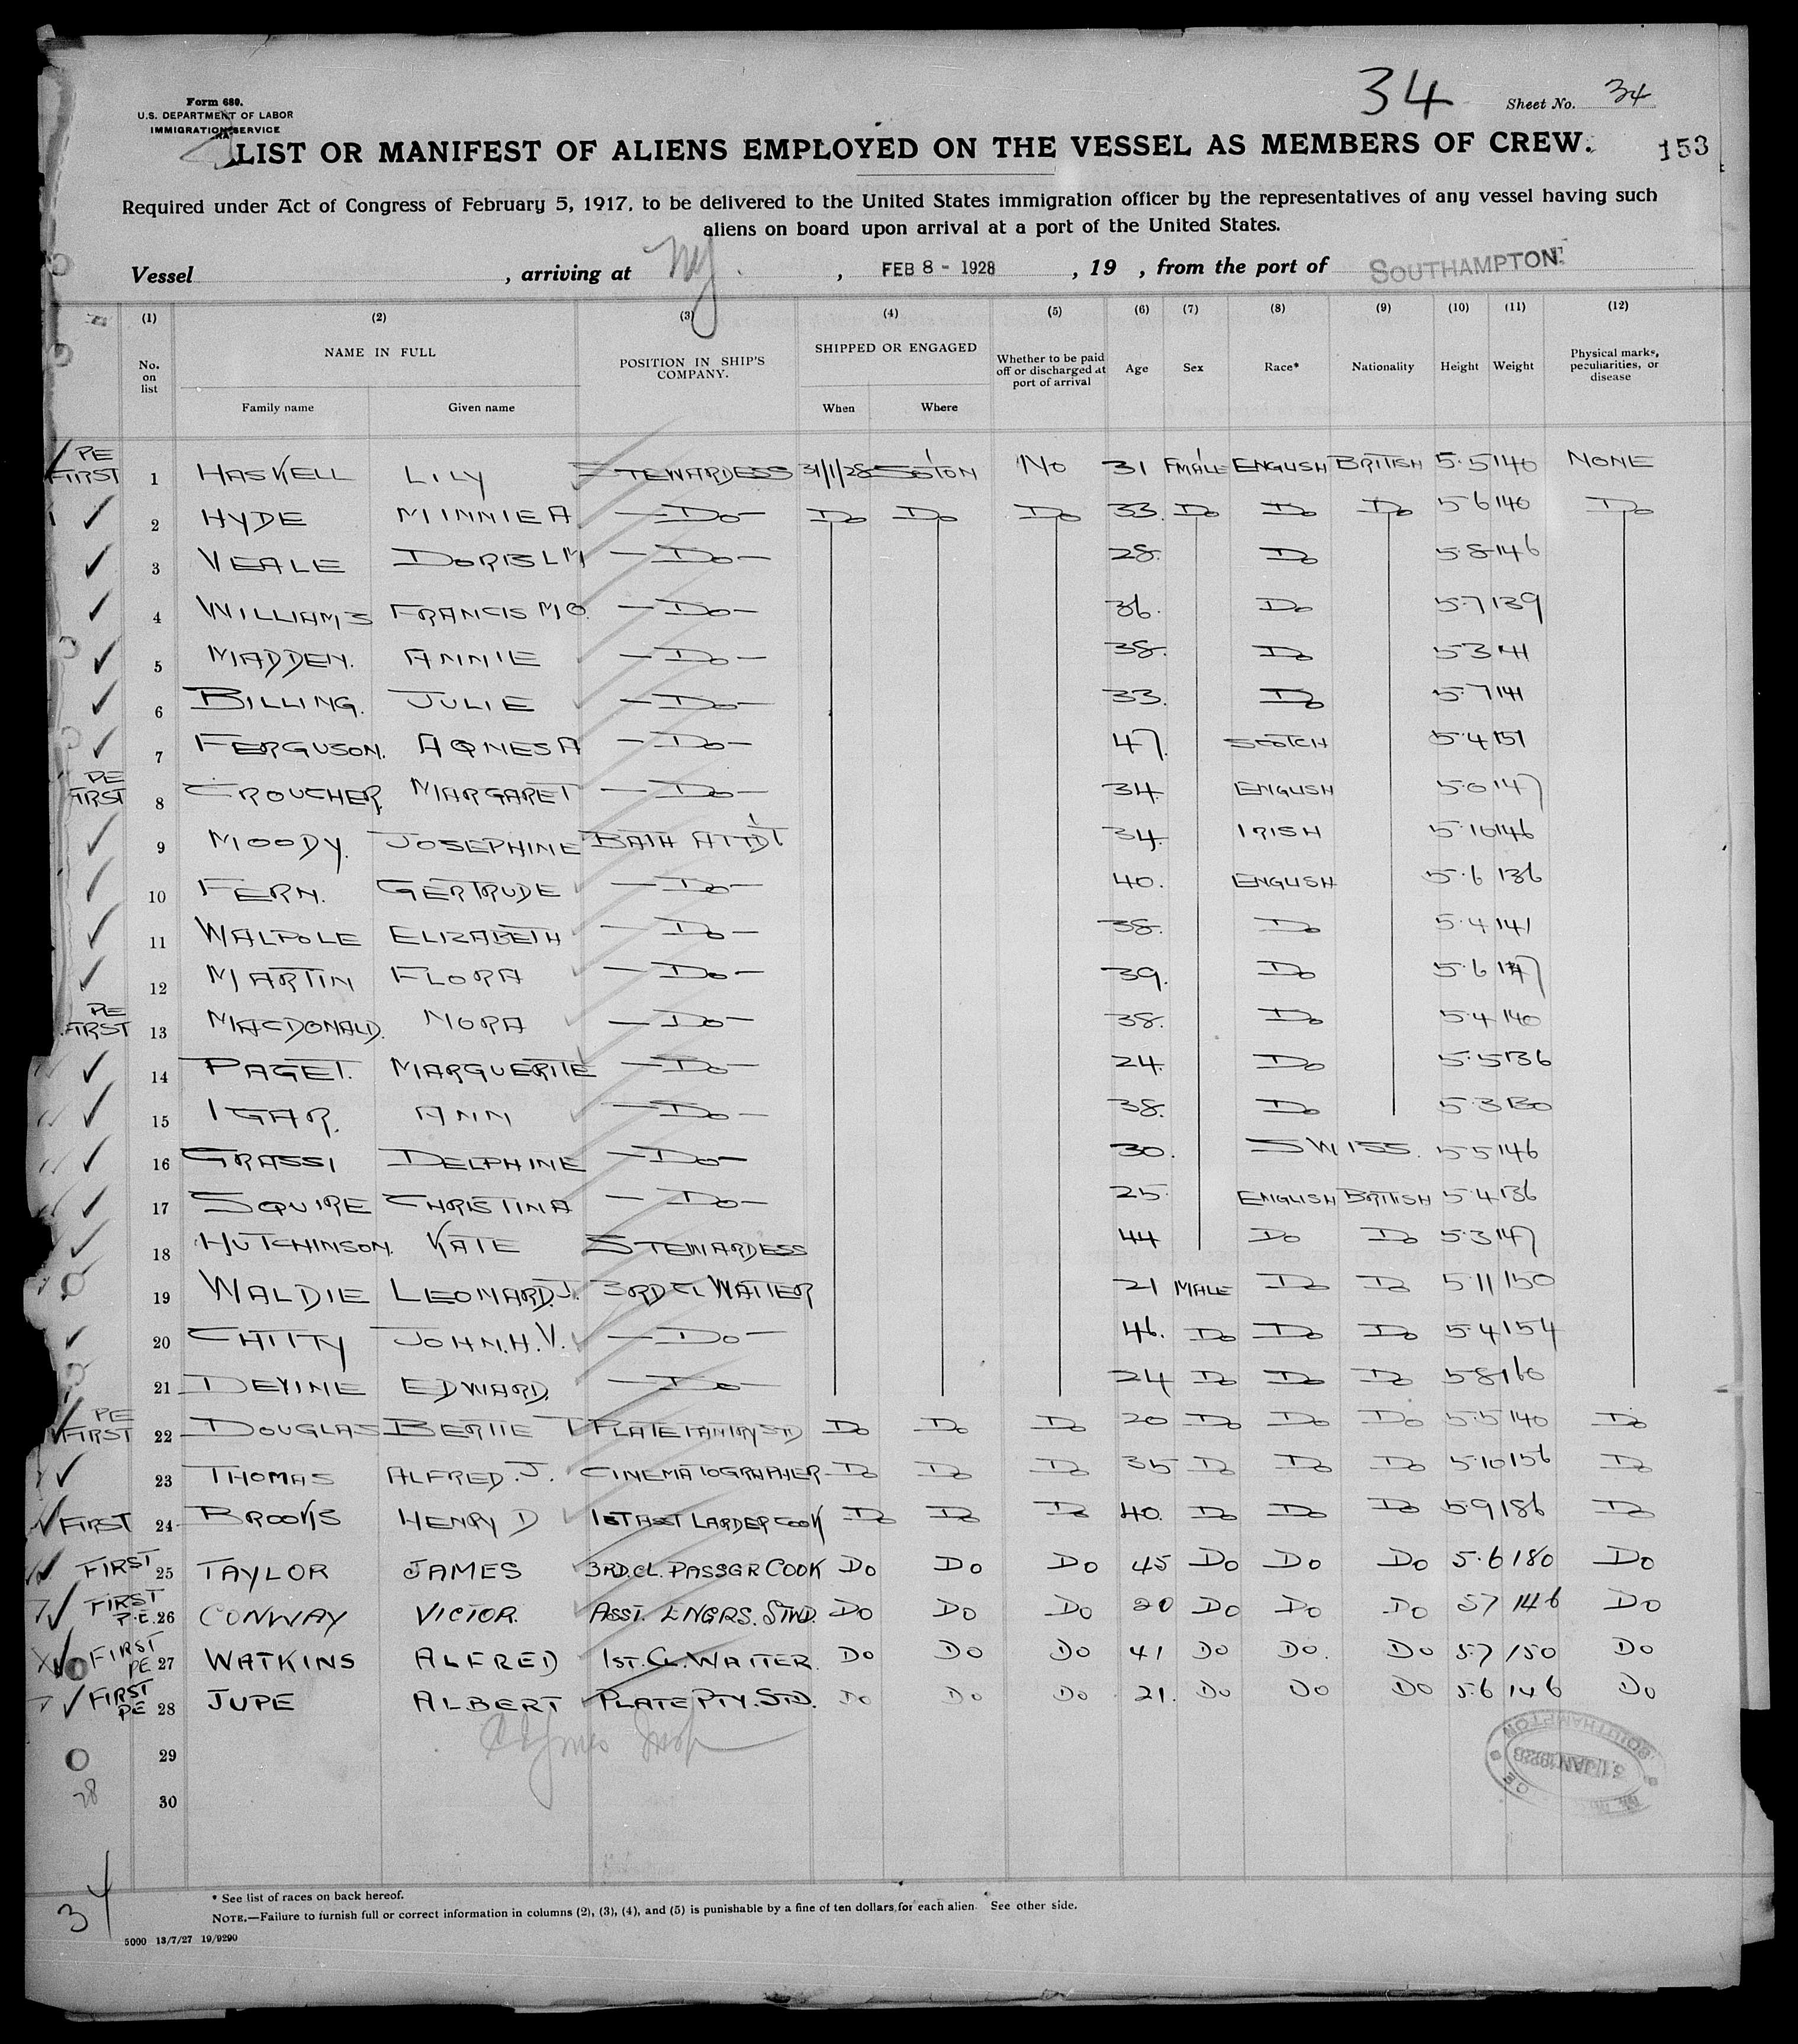 34
Sheet No. 34
Form 680.
U.S. DEPARTMENT OF LABOR
IMMIGRATION SERVICE
LIST OR MANIFEST OF ALIENS EMPLOYED ON THE VESSEL AS MEMBERS OF CREW.
153
Required under Act of Congress of February 5, 1917, to be delivered to the United States immigration officer by the representatives of any vessel having such
aliens on board upon arrival at a port of the United States.
Vessel , arriving at NY. , FEB 8 - 1928 , 19 , from the port of SOUTHAMPTON
(1) (2) (3) (4) (5) (6) (7) (8) (9) (10) (11) (12)
No. on list NAME IN FULL POSITION IN SHIP'S COMPANY. SHIPPED OR ENGAGED Whether to be paid off or discharged at port of arrival Age Sex Race* Nationality Height Weight Physical marks, peculiarities, or disease
Family name Given name When Where
PE FIRST 1 HASKELL LILY STEWARDESS 31/1/28 SO'TON NO 31 FMALE ENGLISH BRITISH 5.5 140 NONE
2 HYDE MINNIE A. — DO — DO DO DO 33. DO DO DO 5 6 140 DO
3 VEALE DORIS L M — DO — 28. DO 5.8 146
4 WILLIAMS FRANCIS M O. — DO — 36. DO 5.7 139
5 MADDEN. ANNIE — DO — 38. DO 5 3 141
6 BILLING. JULIE — DO — 33. DO 5.7 141
7 FERGUSON. AGNES A — DO — 47. SCOTCH 5.4 151
PE FIRST 8 CROUCHER MARGARET — DO — 34. ENGLISH 5.0 147
9 MOODY. JOSEPHINE BATH ATTD'T 34. IRISH 5.10 146
10 FERN. GERTRUDE — DO — 40. ENGLISH 5.6 136
11 WALPOLE ELIZABETH — DO — 38. DO 5.4 141
12 MARTIN FLORA — DO — 39. DO 5.6 147
PE FIRST 13 MACDONALD. NORA — DO — 38. DO 5.4 140
14 PAGET. MARGUERITE — DO — 24. DO 5.5 136
15 IGAR. ANN — DO — 38. DO 5.3 130
16 GRASSI DELPHINE — DO — 30. SWISS. 5 5 146
17 SQUIRE CHRISTINA — DO — 25. ENGLISH BRITISH 5.4 136
18 HUTCHINSON. KATE STEWARDESS 44 DO DO 5.3 147
19 WALDIE LEONARD. J. 3RD CL WAITER 21 MALE DO DO 5.11 150
20 CHITTY JOHN. H. V. — DO — 46. DO DO DO 5.4 154
21 DEVINE EDWARD. — DO — 24 DO DO DO 5.8 160
PE FIRST 22 DOUGLAS BERTIE T PLATE PANTRY STD DO DO DO 20 DO DO DO 5.5 140 DO
23 THOMAS ALFRED. J. CINEMATOGRAPHER DO DO DO 35 DO DO DO 5.10 156 DO
FIRST 24 BROOKS HENRY D 1ST ASST LARDER COOK DO DO DO 40. DO DO DO 5.9 186 DO
FIRST 25 TAYLOR JAMES 3RD. CL. PASSGR COOK DO DO DO 45 DO DO DO 5.6 180 DO
FIRST P.E. 26 CONWAY VICTOR. ASST. ENGRS. STWD. DO DO DO 20 DO DO DO 5.7 146 DO
FIRST PE. 27 WATKINS ALFRED 1ST. CL. WAITER. DO DO DO 41 DO DO. DO 5.7 150 DO
FIRST PE 28 JUPE ALBERT PLATE PTY. STD. DO DO DO 21. DO DO DO 5.6 146 DO
29
28
30
SOUTHAMPTON
31 JAN 1928
34
* See list of races on back hereof.
NOTE.—Failure to furnish full or correct information in columns (2), (3), (4), and (5) is punishable by a fine of ten dollars for each alien. See other side.
5000 13/7/27 19/9290